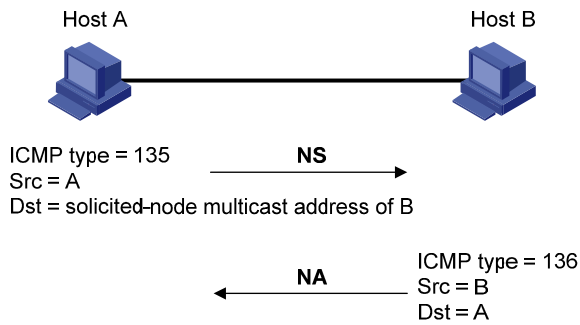 Host A
Host B
ICMP type = 135
Src = A
Dst = solicited-node multicast address of B
NS
NA
ICMP type = 136
Src = B
Dst = A